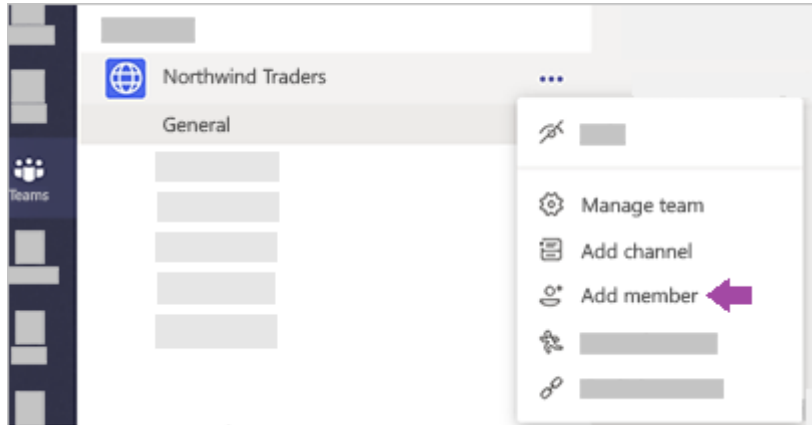 Northwind Traders
General
Teams
Manage team
Add channel
Add member